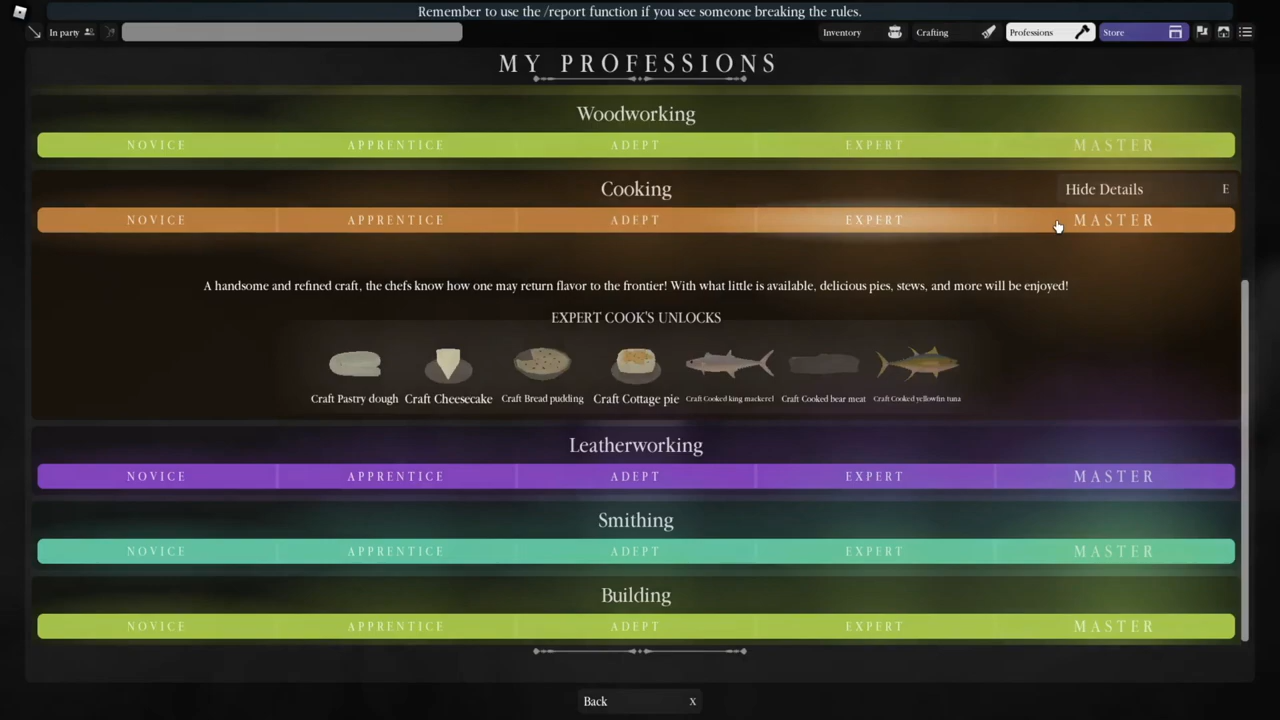 Remember to use the /report function if you see someone breaking the rules.
In party
Inventory
Crafting
Professions
Store
MY PROFESSIONS
Woodworking
NOVICE APPRENTICE ADEPT EXPERT MASTER
Cooking
Hide Details E
NOVICE APPRENTICE ADEPT EXPERT MASTER
A handsome and refined craft, the chefs know how one may return flavor to the frontier! With what little is available, delicious pies, stews, and more will be enjoyed!
EXPERT COOK'S UNLOCKS
Craft Pastry dough Craft Cheesecake Craft Bread pudding Craft Cottage pie Craft Cooked king mackerel Craft Cooked bear meat Craft Cooked yellowfin tuna
Leatherworking
NOVICE APPRENTICE ADEPT EXPERT MASTER
Smithing
NOVICE APPRENTICE ADEPT EXPERT MASTER
Building
NOVICE APPRENTICE ADEPT EXPERT MASTER
Back X